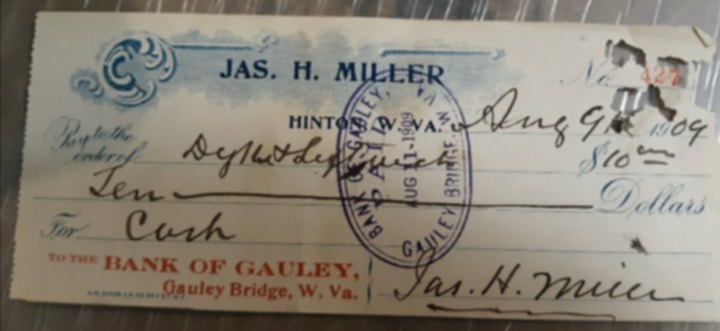 JAS. H. MILLER
No. 427
HINTON, W. VA. Aug 9th 1909
Pay to the
order of $10
Ten Dollars
For Cash
TO THE BANK OF GAULEY,
Gauley Bridge, W. Va.
Jas. H. Miller
BANK OF GAULEY,
PAID
AUG 11-1909
GAULEY BRIDGE, W. VA.